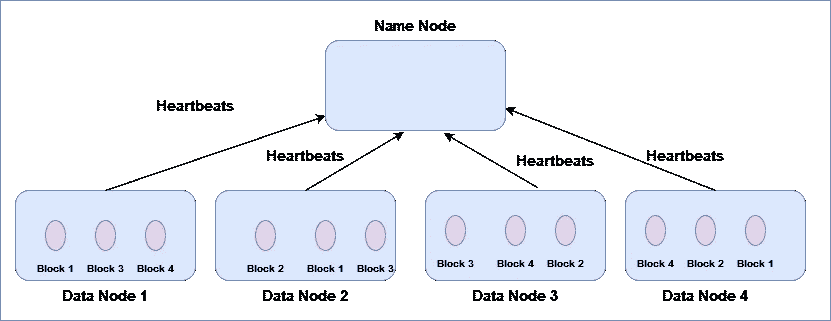 Name Node
Heartbeats
Heartbeats
Heartbeats
Heartbeats
Block 1 Block 3 Block 4
Block 2 Block 1 Block 3
Block 3 Block 4 Block 2
Block 4 Block 2 Block 1
Data Node 1
Data Node 2
Data Node 3
Data Node 4